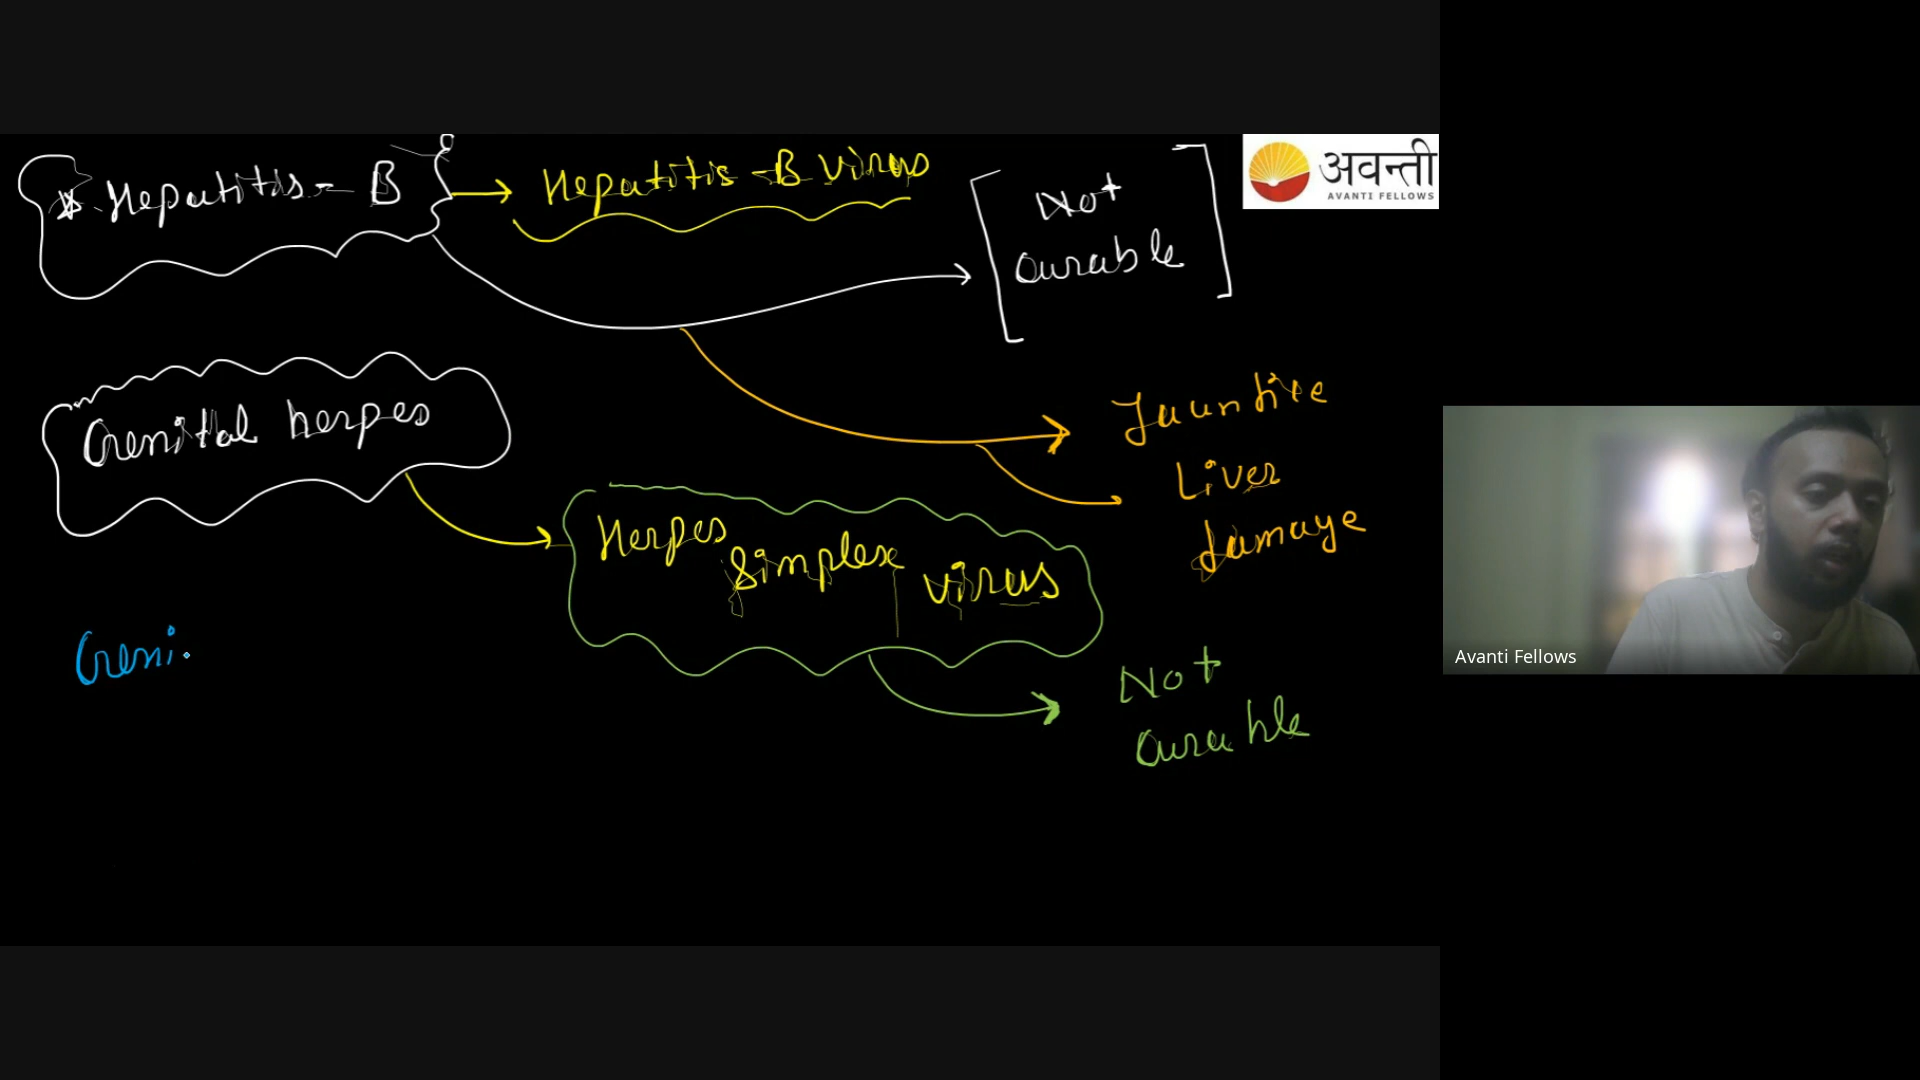 * Hepatitis - B → Hepatitis - B virus
Not
curable
अवन्ती
AVANTI FELLOWS
Genital herpes
Jaundice
Liver
damage
Herpes simplex virus
Geni
Not
curable
Avanti Fellows